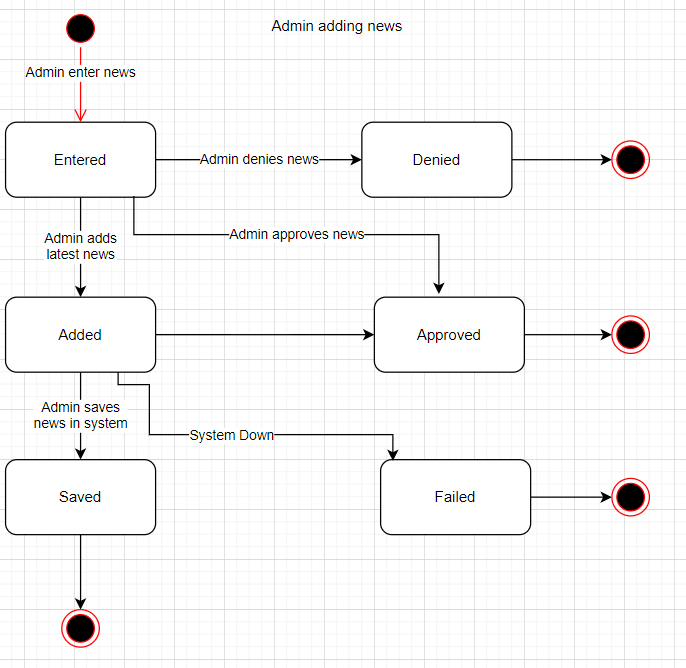 Admin adding news
Admin enter news
Entered
Admin denies news
Denied
Admin adds
latest news
Admin approves news
Added
Approved
Admin saves
news in system
System Down
Saved
Failed